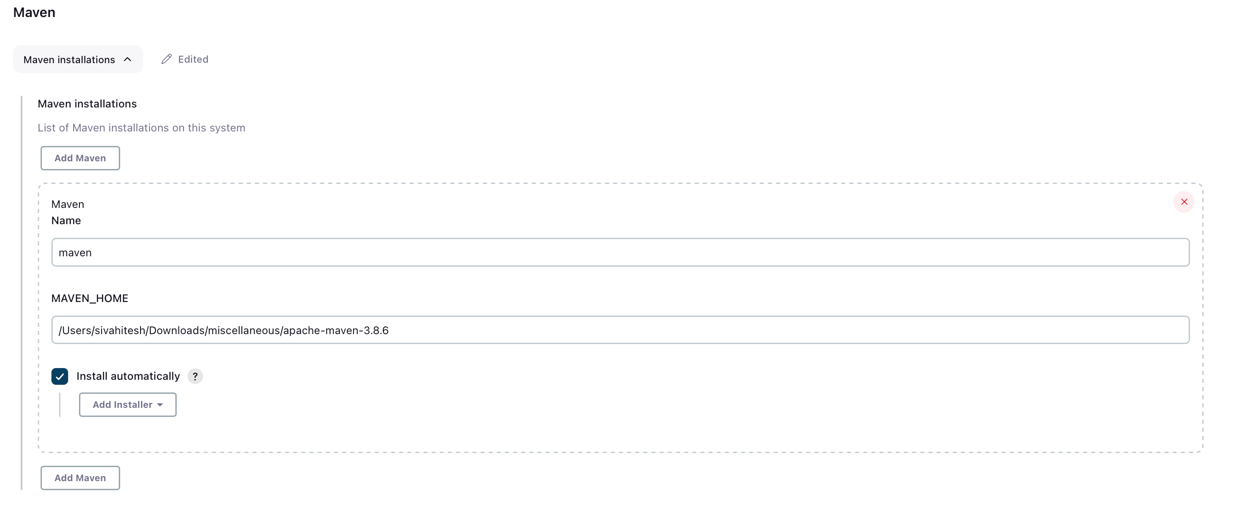 Maven
Maven installations
Edited
Maven installations
List of Maven installations on this system
Add Maven
Maven
Name
maven
MAVEN_HOME
/Users/sivahitesh/Downloads/miscellaneous/apache-maven-3.8.6
Install automatically ?
Add Installer
Add Maven